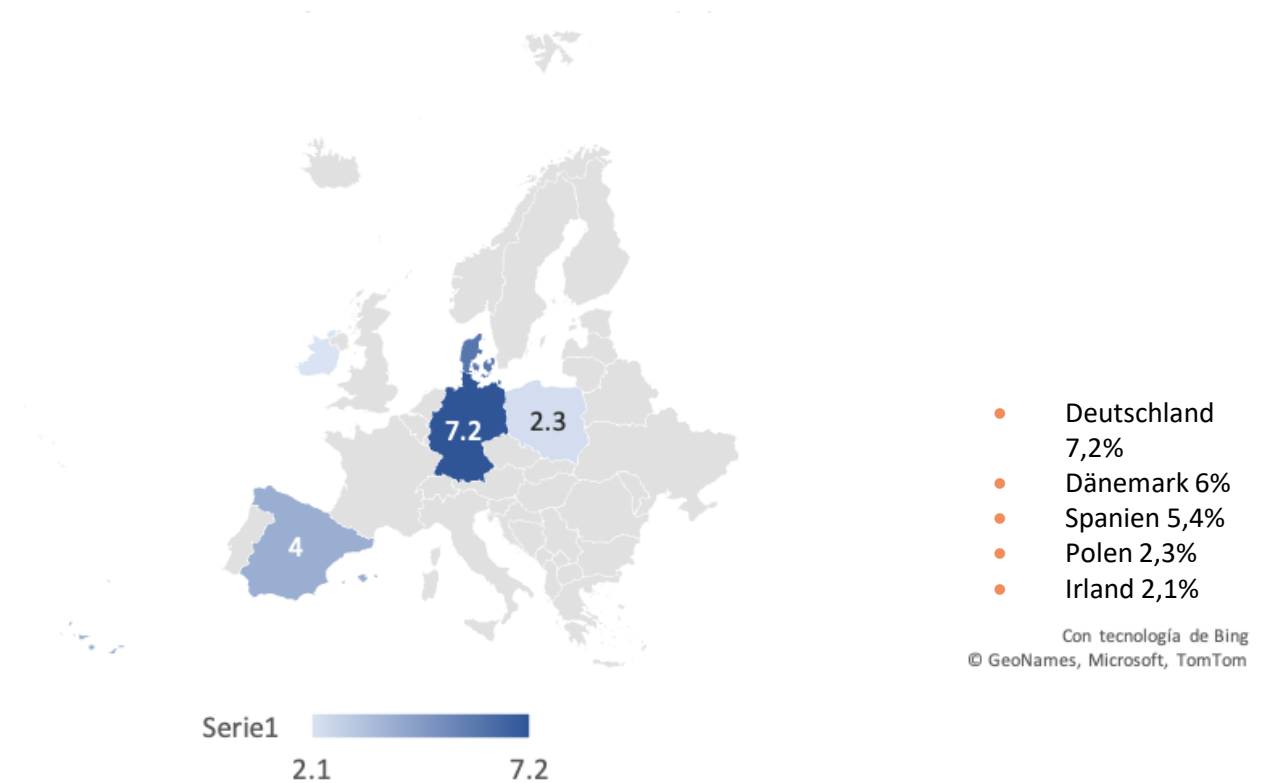 7.2
2.3
4
• Deutschland
7,2%
• Dänemark 6%
• Spanien 5,4%
• Polen 2,3%
• Irland 2,1%
Con tecnología de Bing
© GeoNames, Microsoft, TomTom
Serie1
2.1 7.2